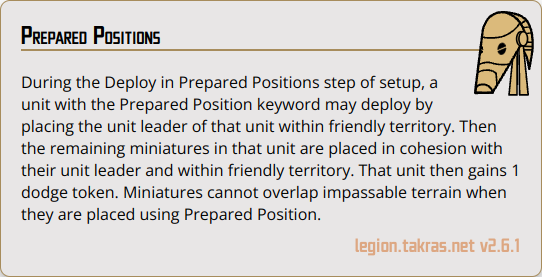 Prepared Positions
During the Deploy in Prepared Positions step of setup, a
unit with the Prepared Position keyword may deploy by
placing the unit leader of that unit within friendly territory. Then
the remaining miniatures in that unit are placed in cohesion with
their unit leader and within friendly territory. That unit then gains 1
dodge token. Miniatures cannot overlap impassable terrain when
they are placed using Prepared Position.
legion.takras.net v2.6.1